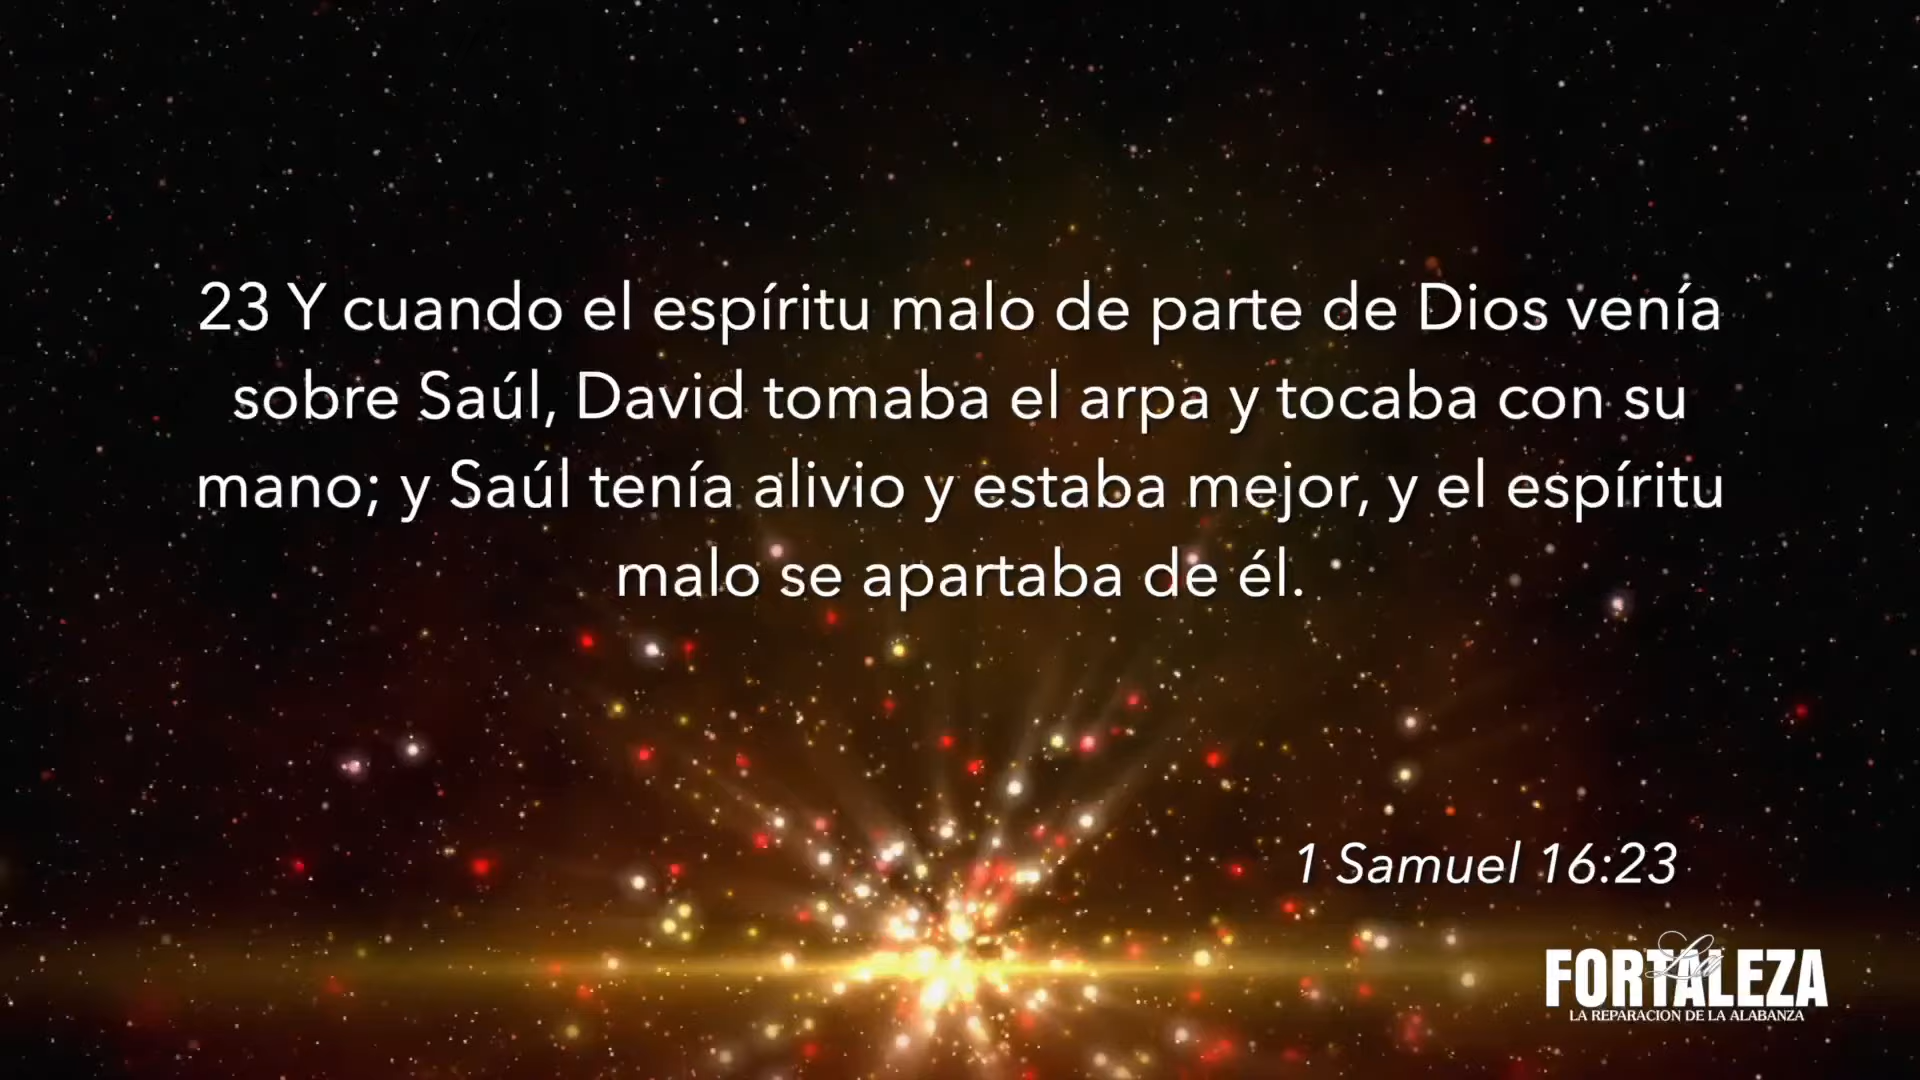 23 Y cuando el espíritu malo de parte de Dios venía
sobre Saúl, David tomaba el arpa y tocaba con su
mano; y Saúl tenía alivio y estaba mejor, y el espíritu
malo se apartaba de él.
1 Samuel 16:23
La
FORTALEZA
LA REPARACION DE LA ALABANZA